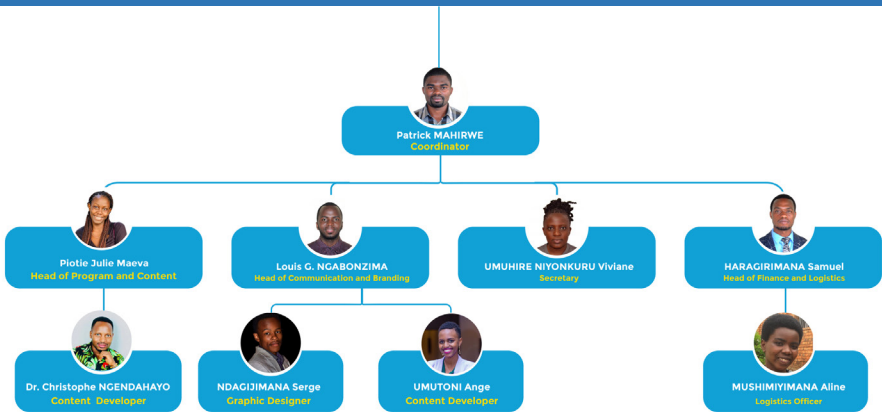 Patrick MAHIRWE
Coordinator
Piotie Julie Maeva
Head of Program and Content
Louis G. NGABONZIMA
Head of Communication and Branding
UMUHIRE NIYONKURU Viviane
Secretary
HARAGIRIMANA Samuel
Head of Finance and Logistics
Dr. Christophe NGENDAHAYO
Content Developer
NDAGIJIMANA Serge
Graphic Designer
UMUTONI Ange
Content Developer
MUSHIMIYIMANA Aline
Logistics Officer